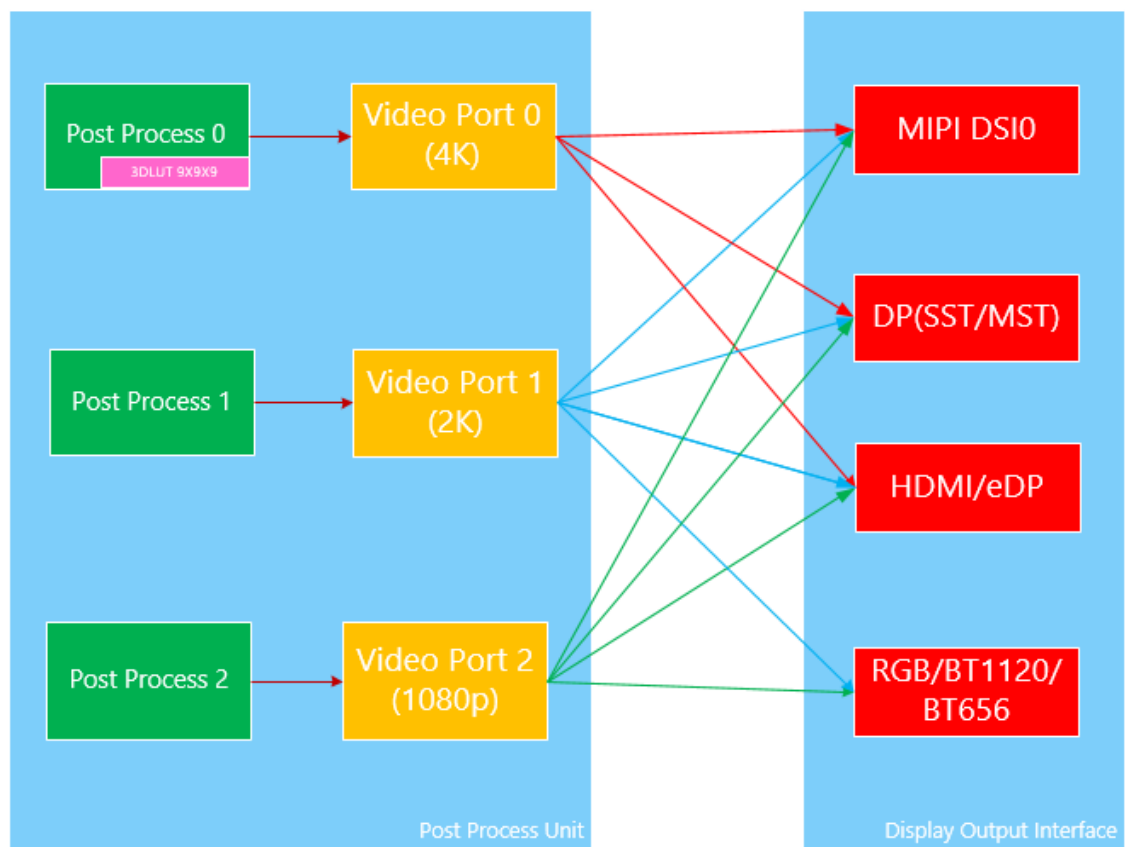 Post Process 0
3DLUT 9X9X9
Video Port 0
(4K)
MIPI DSI0
DP(SST/MST)
Post Process 1
Video Port 1
(2K)
HDMI/eDP
Post Process 2
Video Port 2
(1080p)
RGB/BT1120/
BT656
Post Process Unit
Display Output Interface